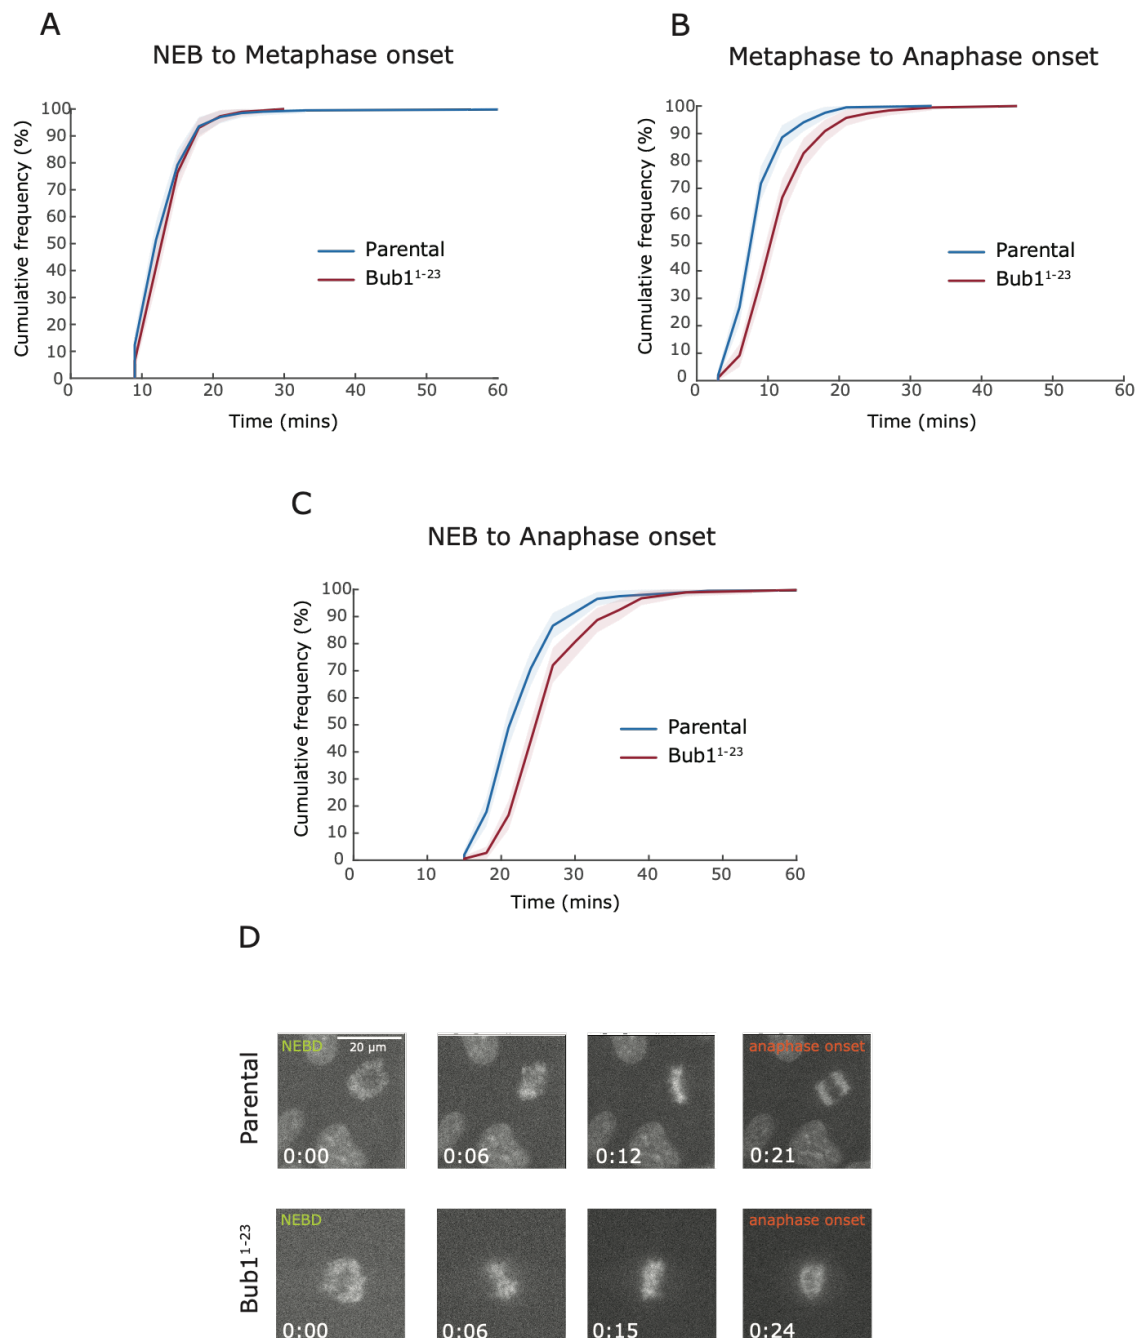 A
NEB to Metaphase onset
Cumulative frequency (%)
100
90
80
70
60
50
40
30
20
10
0
0 10 20 30 40 50 60
Time (mins)
Parental
Bub1¹⁻²³
B
Metaphase to Anaphase onset
Cumulative frequency (%)
100
90
80
70
60
50
40
30
20
10
0
0 10 20 30 40 50 60
Time (mins)
Parental
Bub1¹⁻²³
C
NEB to Anaphase onset
Cumulative frequency (%)
100
90
80
70
60
50
40
30
20
10
0
0 10 20 30 40 50 60
Time (mins)
Parental
Bub1¹⁻²³
D
Parental
NEBD
20 µm
anaphase onset
0:00 0:06 0:12 0:21
Bub1¹⁻²³
NEBD
anaphase onset
0:00 0:06 0:15 0:24